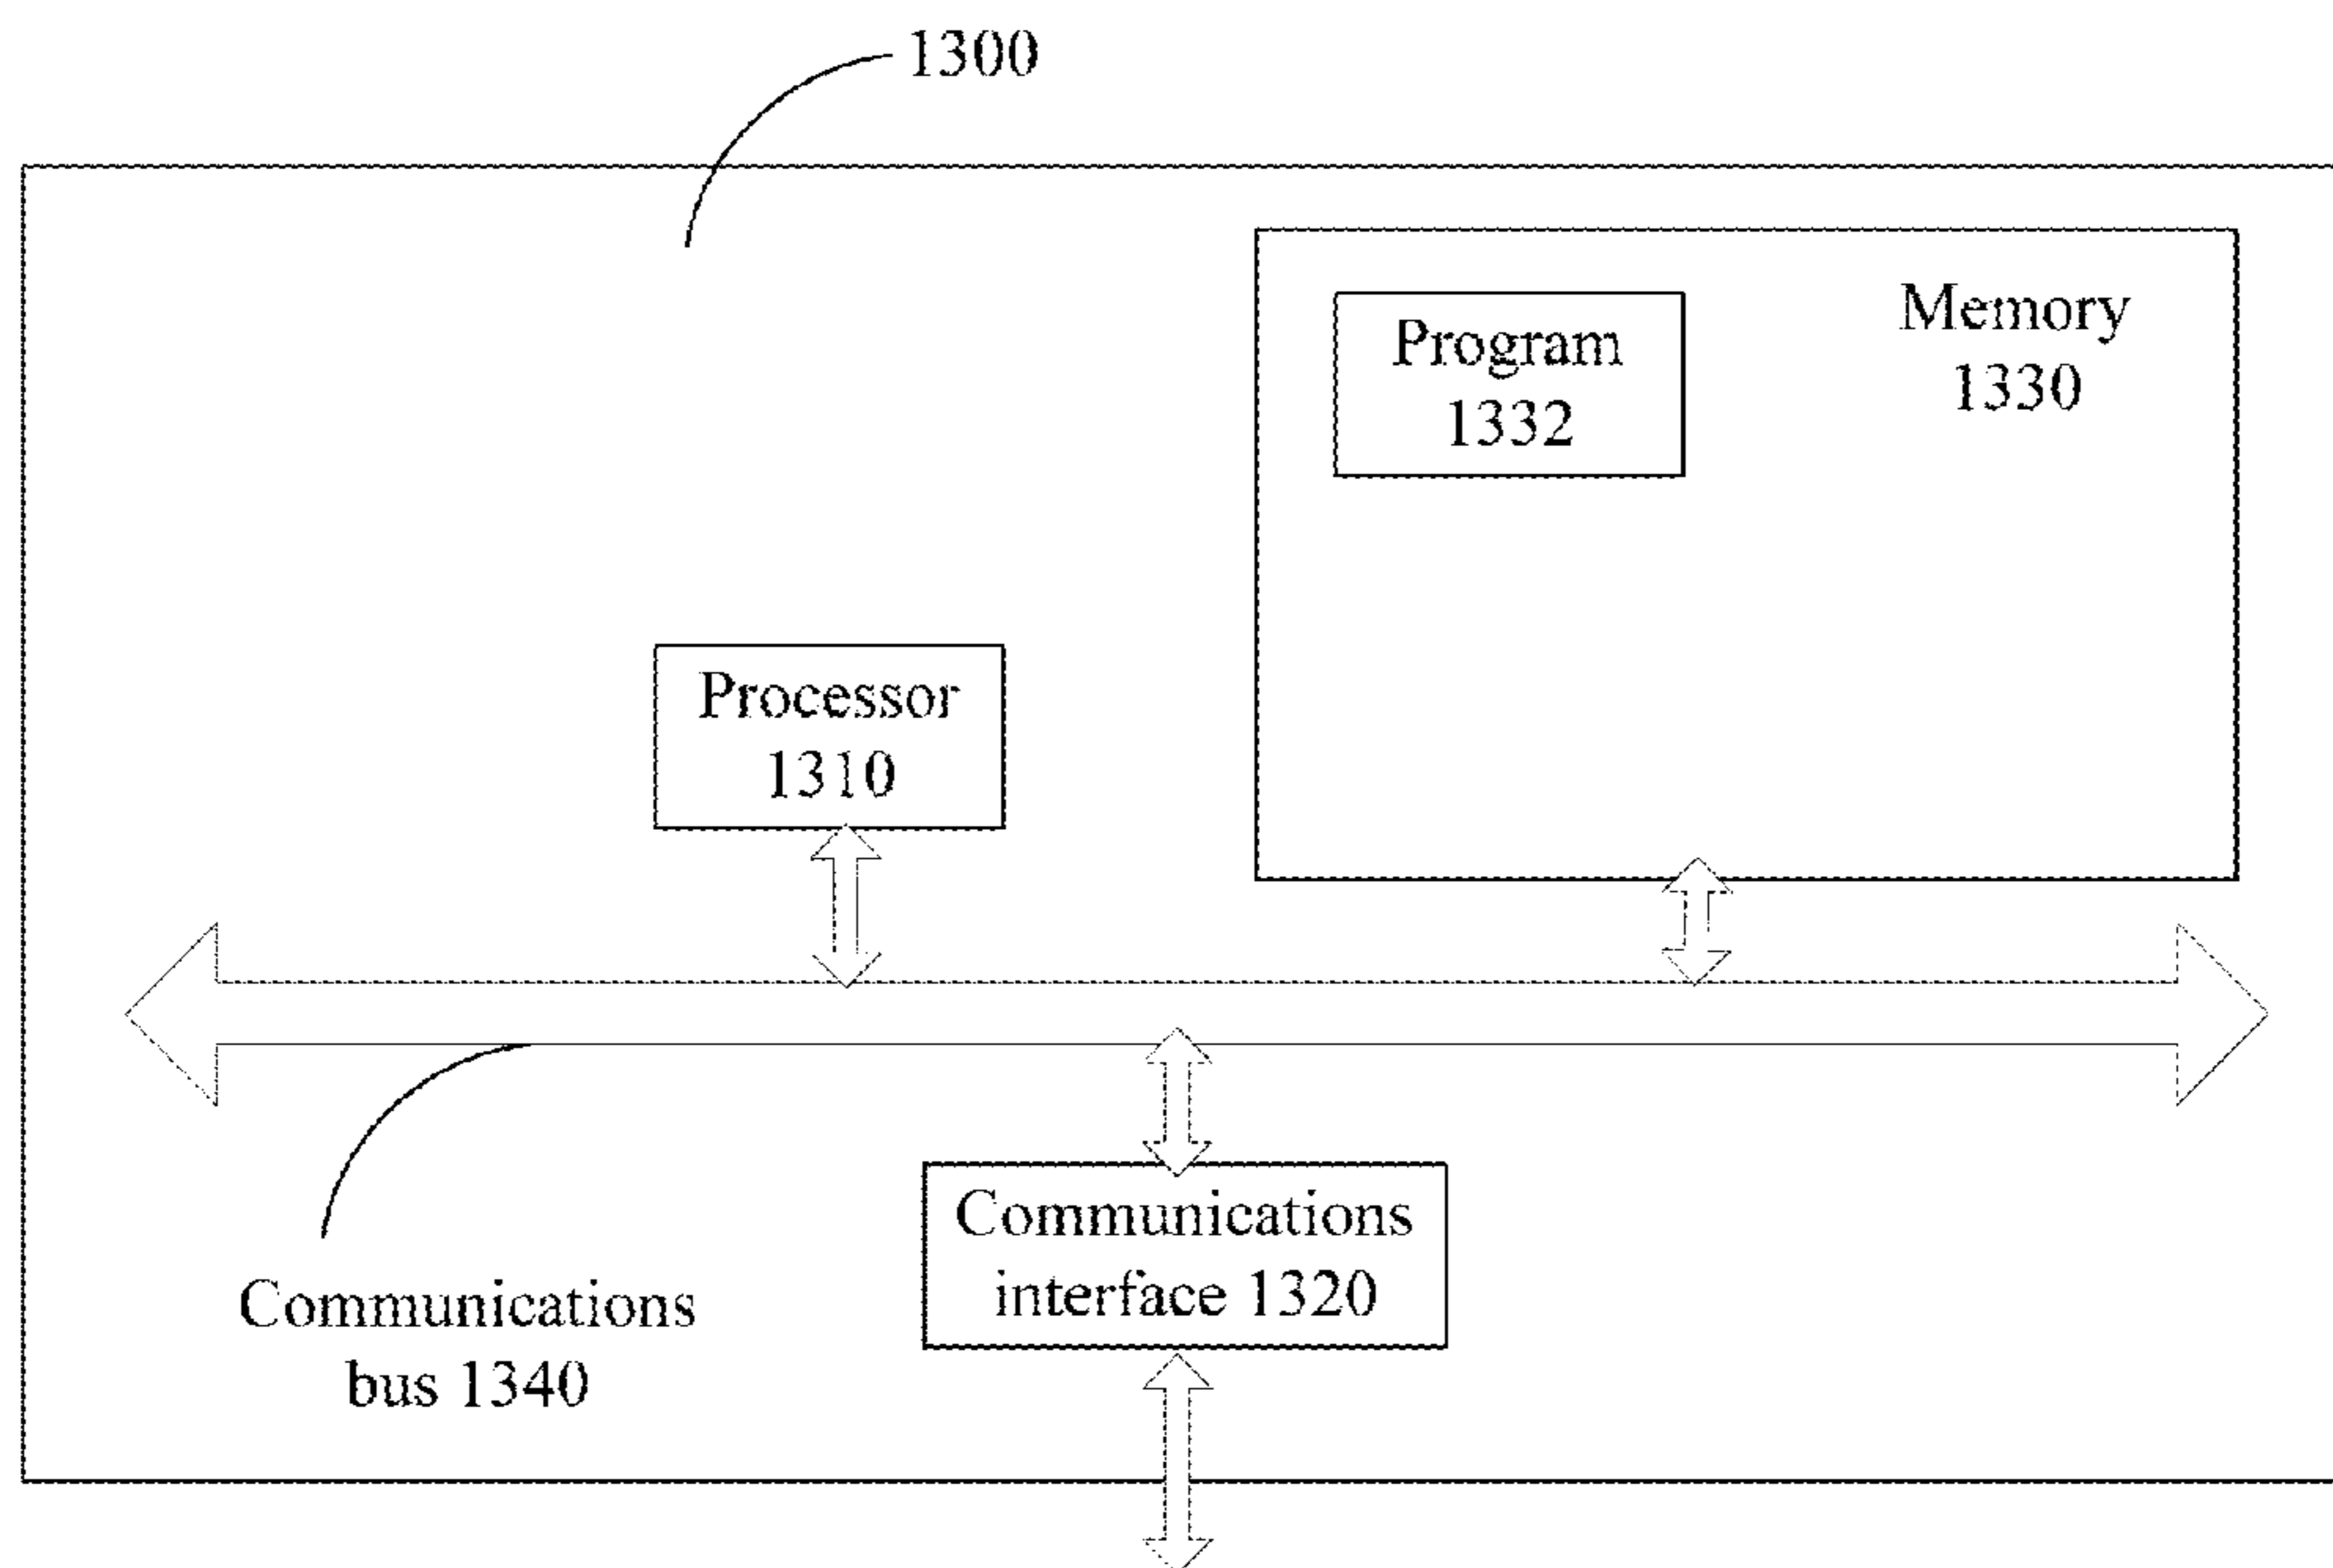 1300
Program
1332
Memory
1330
Processor
1310
Communications
interface 1320
Communications
bus 1340